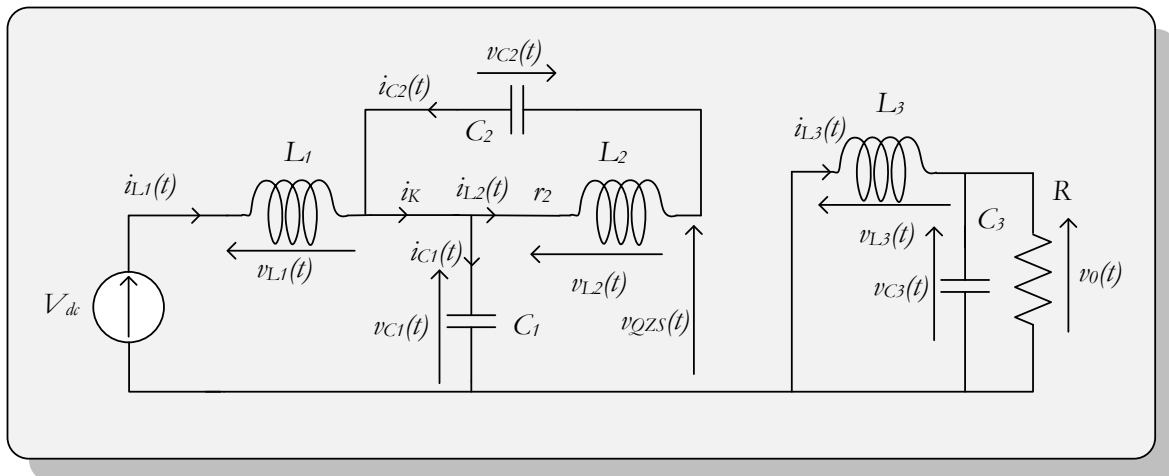 vC2(t)
iC2(t)
C2
L1
L2
L3
iL1(t)
iK
iL2(t)
r2
iL3(t)
R
vL1(t)
iC1(t)
vL2(t)
C3
vL3(t)
Vdc
vC1(t)
C1
vQZS(t)
vC3(t)
v0(t)